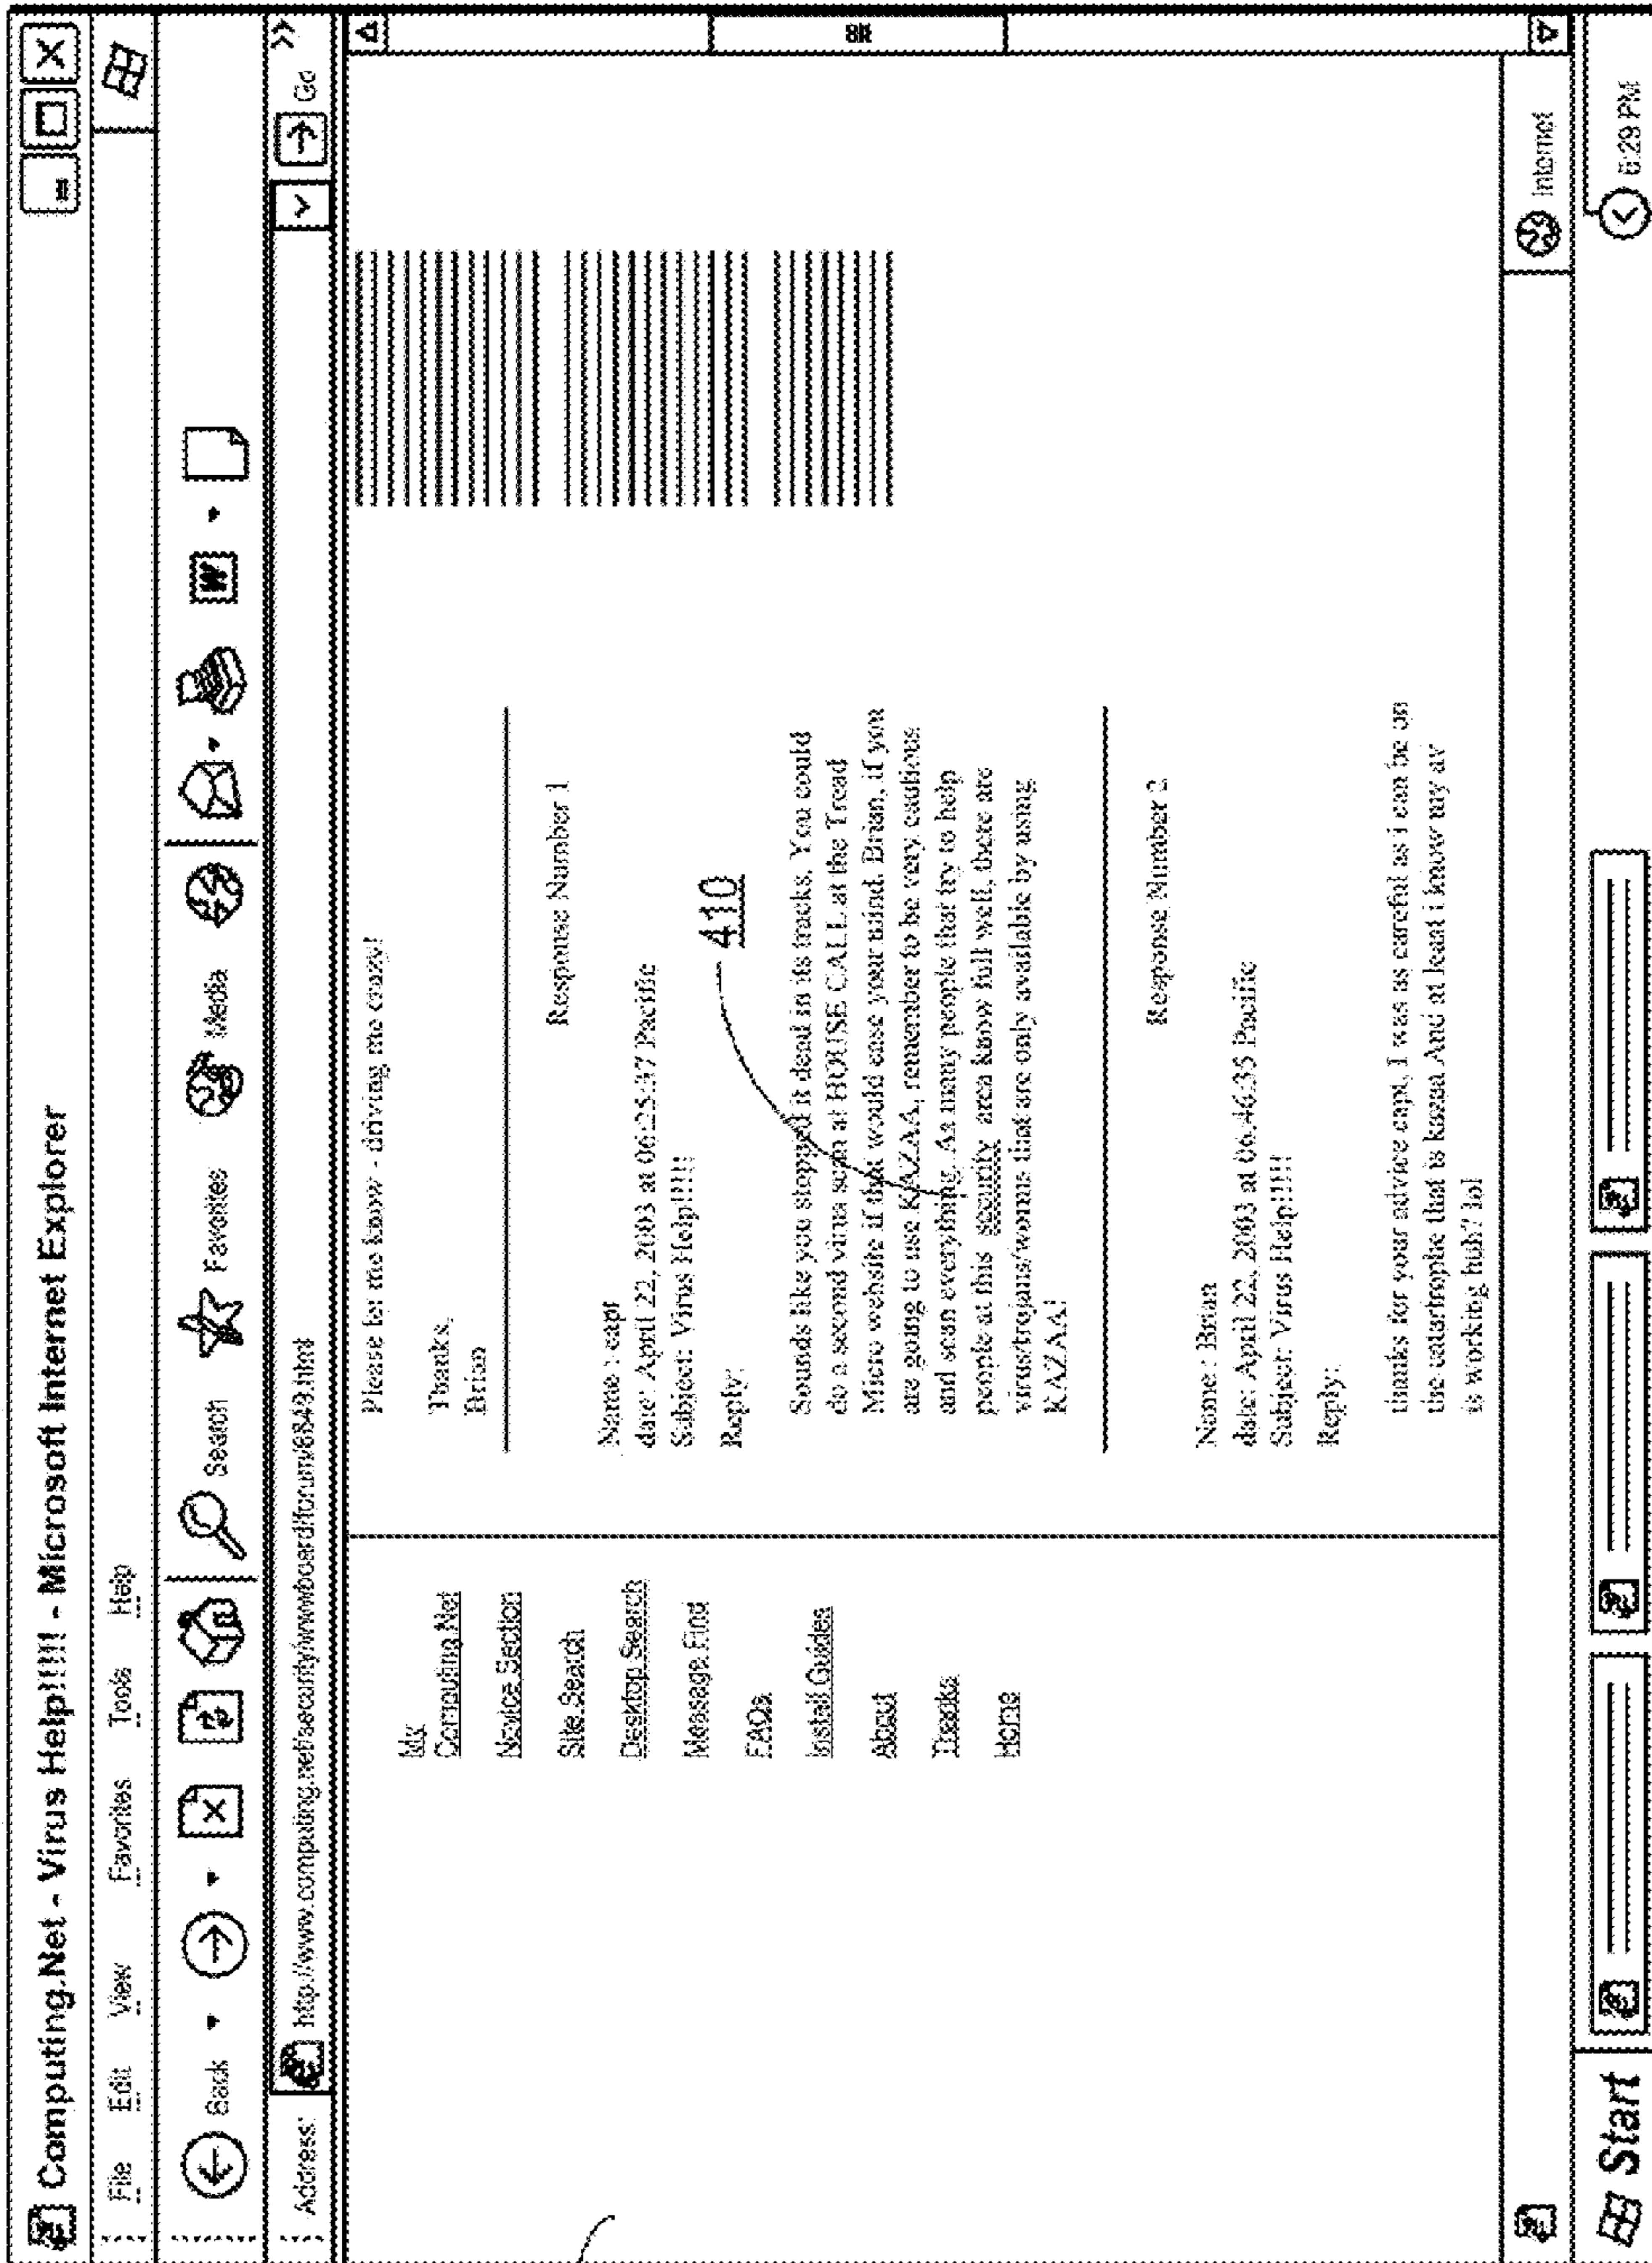 Computing.Net - Virus Help!!!! - Microsoft Internet Explorer
File Edit View Favorites Tools Help
Back Search Favorites Media W
Address: http://www.computing.net/security/wwwboard/forum/6849.html Go »
My
Computing.Net
Novice Section
Site Search
Desktop Search
Message Find
FAQs
Install Guides
About
Home
Please let me know - driving me crazy!
Thanks,
Brian
Response Number 1
Name : capt
date: April 22, 2003 at 06:25:37 Pacific
Subject: Virus Help!!!!!
Reply:
410
Sounds like you stopped it dead in its tracks. You could
do a second virus scan at HOUSE CALL at the Tread
Micro website if that would ease your mind. Brian, if you
are going to use KAZAA, remember to be very cautious
and scan everything. As many people that try to help
people at this security area know full well, there are
virus/trojans/worms that are only available by using
KAZAA!
Response Number 2
Name : Brian
date: April 22, 2003 at 06:46:35 Pacific
Subject: Virus Help!!!!!
Reply:
thanks for your advice capt, I was as careful as i can be on
the catartrophe that is kazaa And at least i know my av
is working huh? lol
Internet
Start
6:29 PM